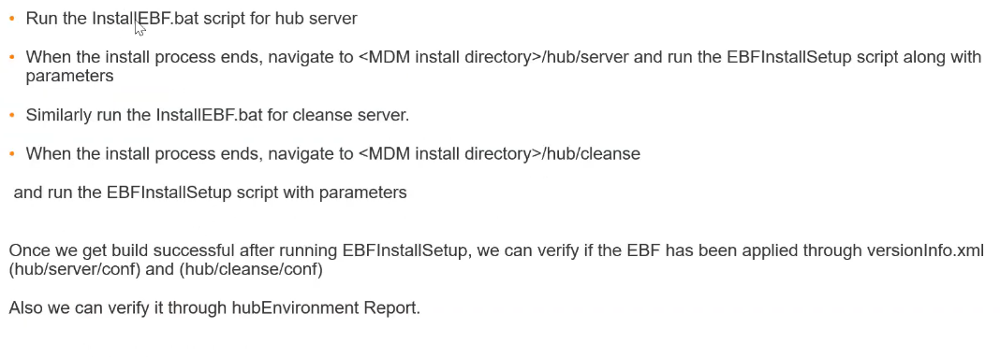 • Run the InstallEBF.bat script for hub server
• When the install process ends, navigate to <MDM install directory>/hub/server and run the EBFInstallSetup script along with
parameters
• Similarly run the InstallEBF.bat for cleanse server.
• When the install process ends, navigate to <MDM install directory>/hub/cleanse
and run the EBFInstallSetup script with parameters
Once we get build successful after running EBFInstallSetup, we can verify if the EBF has been applied through versionInfo.xml
(hub/server/conf) and (hub/cleanse/conf)
Also we can verify it through hubEnvironment Report.